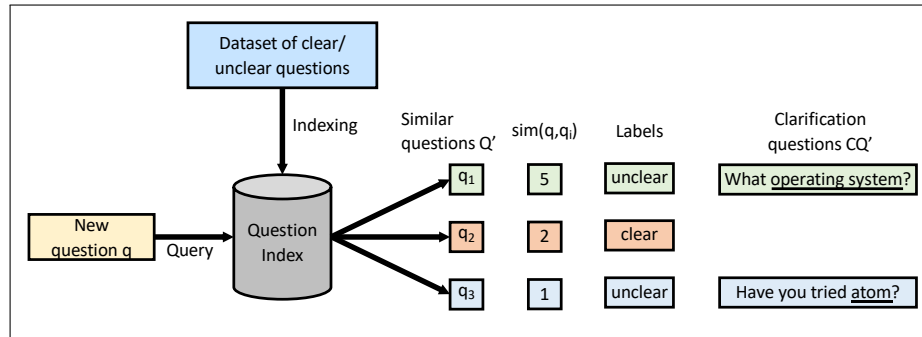 Dataset of clear/
unclear questions
Indexing
Similar
questions Q’
sim(q,qi)
Labels
Clarification
questions CQ’
q1
5
unclear
What operating system?
New
question q
Query
Question
Index
q2
2
clear
q3
1
unclear
Have you tried atom?